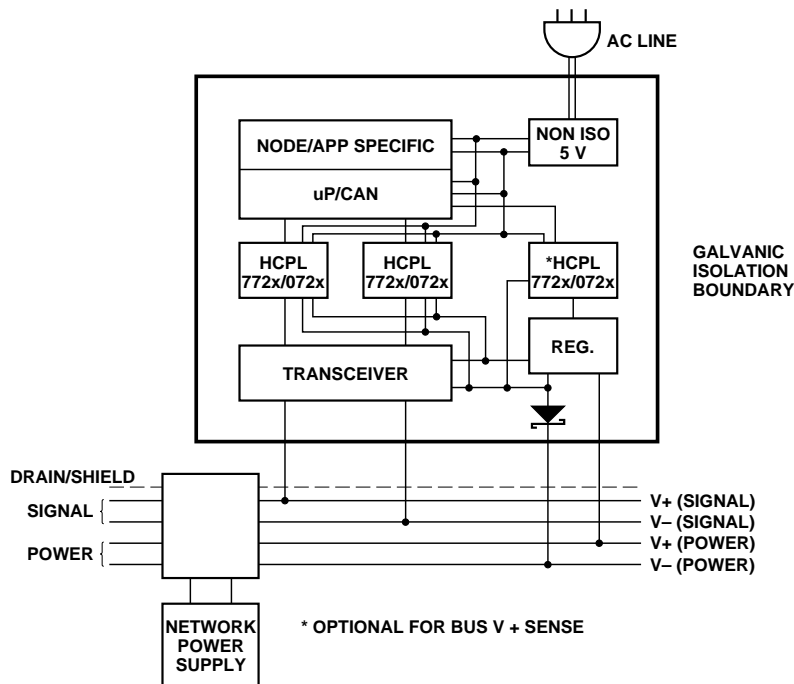 AC LINE
NON ISO
5 V
NODE/APP SPECIFIC
uP/CAN
HCPL
772x/072x
HCPL
772x/072x
*HCPL
772x/072x
GALVANIC
ISOLATION
BOUNDARY
REG.
TRANSCEIVER
DRAIN/SHIELD
SIGNAL
POWER
V+ (SIGNAL)
V– (SIGNAL)
V+ (POWER)
V– (POWER)
NETWORK
POWER
SUPPLY
* OPTIONAL FOR BUS V + SENSE